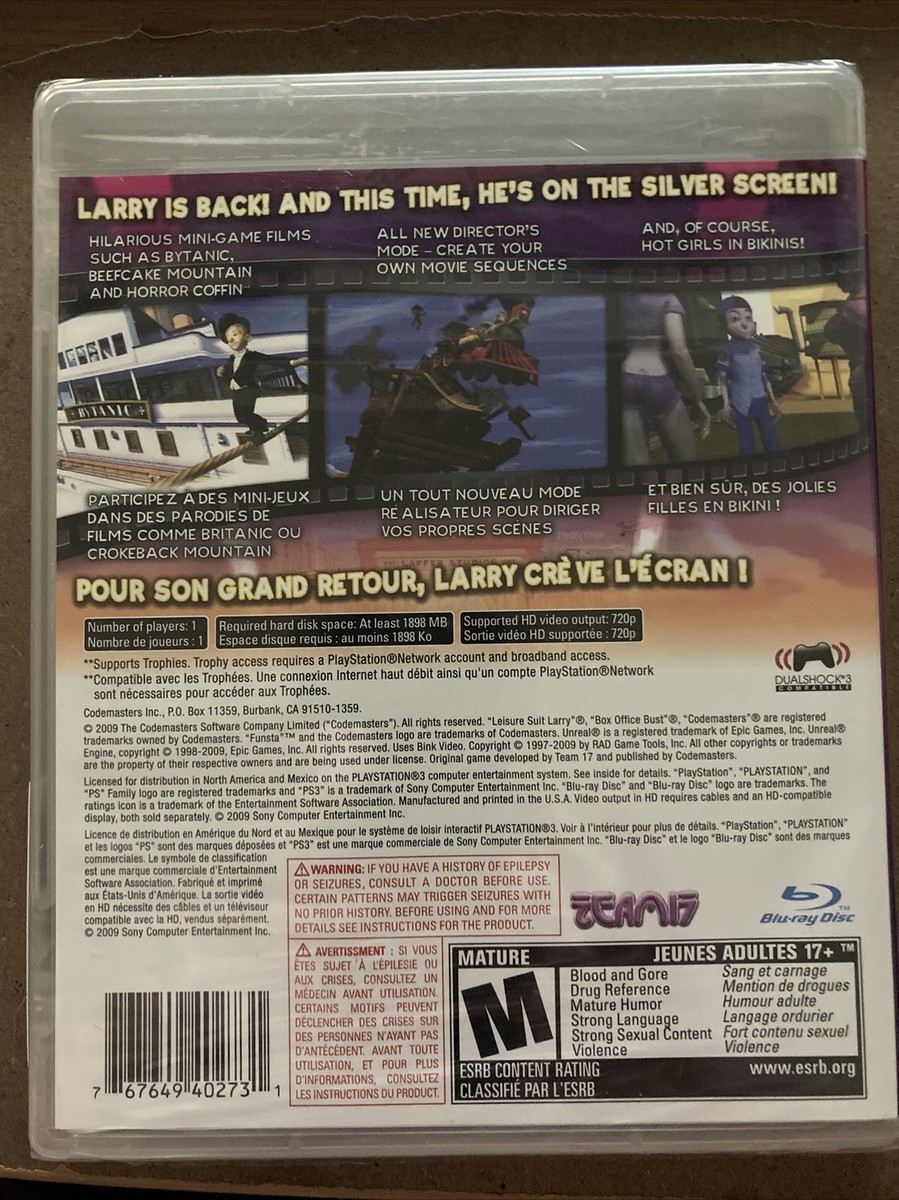 LARRY IS BACK! AND THIS TIME, HE'S ON THE SILVER SCREEN!
HILARIOUS MINI-GAME FILMS
SUCH AS BYTANIC,
BEEFCAKE MOUNTAIN
AND HORROR COFFIN
ALL NEW DIRECTOR'S
MODE – CREATE YOUR
OWN MOVIE SEQUENCES
AND, OF COURSE,
HOT GIRLS IN BIKINIS!
BYTANIC
PARTICIPEZ A DES MINI-JEUX
DANS DES PARODIES DE
FILMS COMME BRITANIC OU
CROKEBACK MOUNTAIN
UN TOUT NOUVEAU MODE
RÉALISATEUR POUR DIRIGER
VOS PROPRES SCÈNES
ET BIEN SÛR, DES JOLIES
FILLES EN BIKINI !
LAFFER STUDIOS
POUR SON GRAND RETOUR, LARRY CRÈVE L'ÉCRAN !
Number of players: 1
Nombre de joueurs : 1
Required hard disk space: At least 1898 MB
Espace disque requis : au moins 1898 Ko
Supported HD video output: 720p
Sortie vidéo HD supportée : 720p
**Supports Trophies. Trophy access requires a PlayStation®Network account and broadband access.
**Compatible avec les Trophées. Une connexion Internet haut débit ainsi qu'un compte PlayStation®Network
sont nécessaires pour accéder aux Trophées.
DUALSHOCK®3
COMPATIBLE
Codemasters Inc., P.O. Box 11359, Burbank, CA 91510-1359.
© 2009 The Codemasters Software Company Limited ("Codemasters"). All rights reserved. "Leisure Suit Larry"®, "Box Office Bust"®, "Codemasters"® are registered
trademarks owned by Codemasters. "Funsta"™ and the Codemasters logo are trademarks of Codemasters. Unreal® is a registered trademark of Epic Games, Inc. Unreal®
Engine, copyright © 1998-2009, Epic Games, Inc. All rights reserved. Uses Bink Video. Copyright © 1997-2009 by RAD Game Tools, Inc. All other copyrights or trademarks
are the property of their respective owners and are being used under license. Original game developed by Team 17 and published by Codemasters.
Licensed for distribution in North America and Mexico on the PLAYSTATION®3 computer entertainment system. See inside for details. "PlayStation", "PLAYSTATION", and
"PS" Family logo are registered trademarks and "PS3" is a trademark of Sony Computer Entertainment Inc. "Blu-ray Disc" and "Blu-ray Disc" logo are trademarks. The
ratings icon is a trademark of the Entertainment Software Association. Manufactured and printed in the U.S.A. Video output in HD requires cables and an HD-compatible
display, both sold separately. © 2009 Sony Computer Entertainment Inc.
Licence de distribution en Amérique du Nord et au Mexique pour le système de loisir interactif PLAYSTATION®3. Voir à l'intérieur pour plus de détails. "PlayStation", "PLAYSTATION"
et les logos "PS" sont des marques déposées et "PS3" est une marque commerciale de Sony Computer Entertainment Inc. "Blu-ray Disc" et le logo "Blu-ray Disc" sont des marques
commerciales. Le symbole de classification
est une marque commerciale d'Entertainment
Software Association. Fabriqué et imprimé
aux États-Unis d'Amérique. La sortie vidéo
en HD nécessite des câbles et un téléviseur
compatible avec la HD, vendus séparément.
© 2009 Sony Computer Entertainment Inc.
WARNING: IF YOU HAVE A HISTORY OF EPILEPSY
OR SEIZURES, CONSULT A DOCTOR BEFORE USE.
CERTAIN PATTERNS MAY TRIGGER SEIZURES WITH
NO PRIOR HISTORY. BEFORE USING AND FOR MORE
DETAILS SEE INSTRUCTIONS FOR THE PRODUCT.
TEAM17
Blu-ray Disc™
AVERTISSMENT : SI VOUS
ÊTES SUJET À L'ÉPILESIE OU
AUX CRISES, CONSULTEZ UN
MÉDECIN AVANT UTILISATION.
CERTAINS MOTIFS PEUVENT
DÉCLENCHER DES CRISES SUR
DES PERSONNES N'AYANT PAS
D'ANTÉCÉDENT. AVANT TOUTE
UTILISATION, ET POUR PLUS
D'INFORMATIONS, CONSULTEZ
LES INSTRUCTIONS DU PRODUCT.
MATURE
JEUNES ADULTES 17+ ™
M
Blood and Gore
Drug Reference
Mature Humor
Strong Language
Strong Sexual Content
Violence
Sang et carnage
Mention de drogues
Humour adulte
Langage ordurier
Fort contenu sexuel
Violence
ESRB CONTENT RATING
CLASSIFIÉ PAR L'ESRB
www.esrb.org
7 67649 40273 1